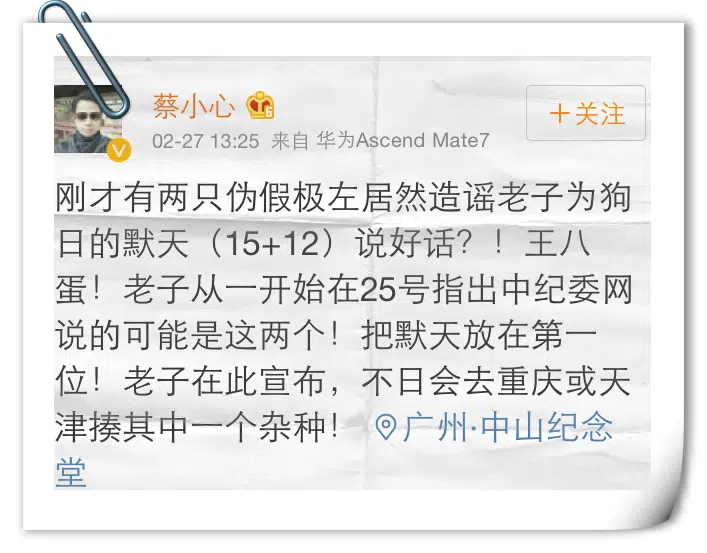 蔡小心
6
+关注
V
02-27 13:25 来自 华为Ascend Mate7
刚才有两只伪假极左居然造谣老子为狗
日的默天（15+12）说好话？！王八
蛋！老子从一开始在25号指出中纪委网
说的可能是这两个！把默天放在第一
位！老子在此宣布，不日会去重庆或天
津揍其中一个杂种！ 广州·中山纪念
堂